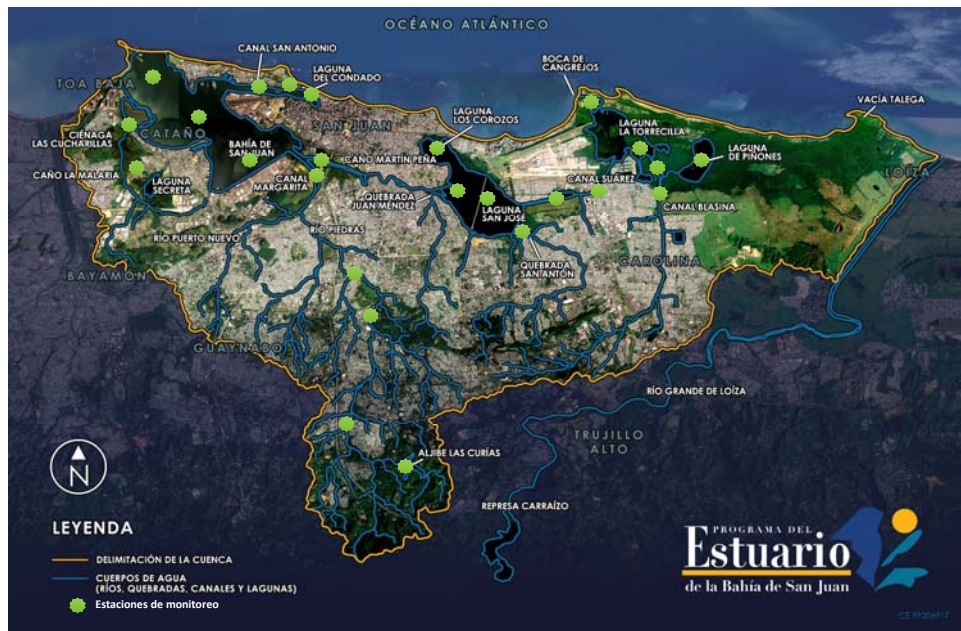 OCÉANO ATLÁNTICO
CANAL SAN ANTONIO
LAGUNA
DEL CONDADO
BOCA DE
CANGREJOS
TOA BAJA
VACÍA TALEGA
LAGUNA
LOS COROZOS
SAN JUAN
LAGUNA
LA TORRECILLA
CIÉNAGA
LAS CUCHARILLAS
CATAÑO
BAHÍA DE
SAN JUAN
LAGUNA
DE PIÑONES
CAÑO MARTÍN PEÑA
CAÑO LA MALARIA
LOÍZA
CANAL
MARGARITA
CANAL SUÁREZ
LAGUNA
SECRETA
QUEBRADA
JUAN MÉNDEZ
CANAL BLASINA
LAGUNA
SAN JOSÉ
RÍO PUERTO NUEVO
RÍO PIEDRAS
QUEBRADA
SAN ANTÓN
CAROLINA
BAYAMÓN
GUAYNABO
RÍO GRANDE DE LOÍZA
TRUJILLO
ALTO
ALJIBE LAS CURÍAS
N
REPRESA CARRAÍZO
LEYENDA
DELIMITACIÓN DE LA CUENCA
CUERPOS DE AGUA
(RÍOS, QUEBRADAS, CANALES Y LAGUNAS)
Estaciones de monitoreo
PROGRAMA DEL
Estuario
de la Bahía de San Juan
CE 99206917